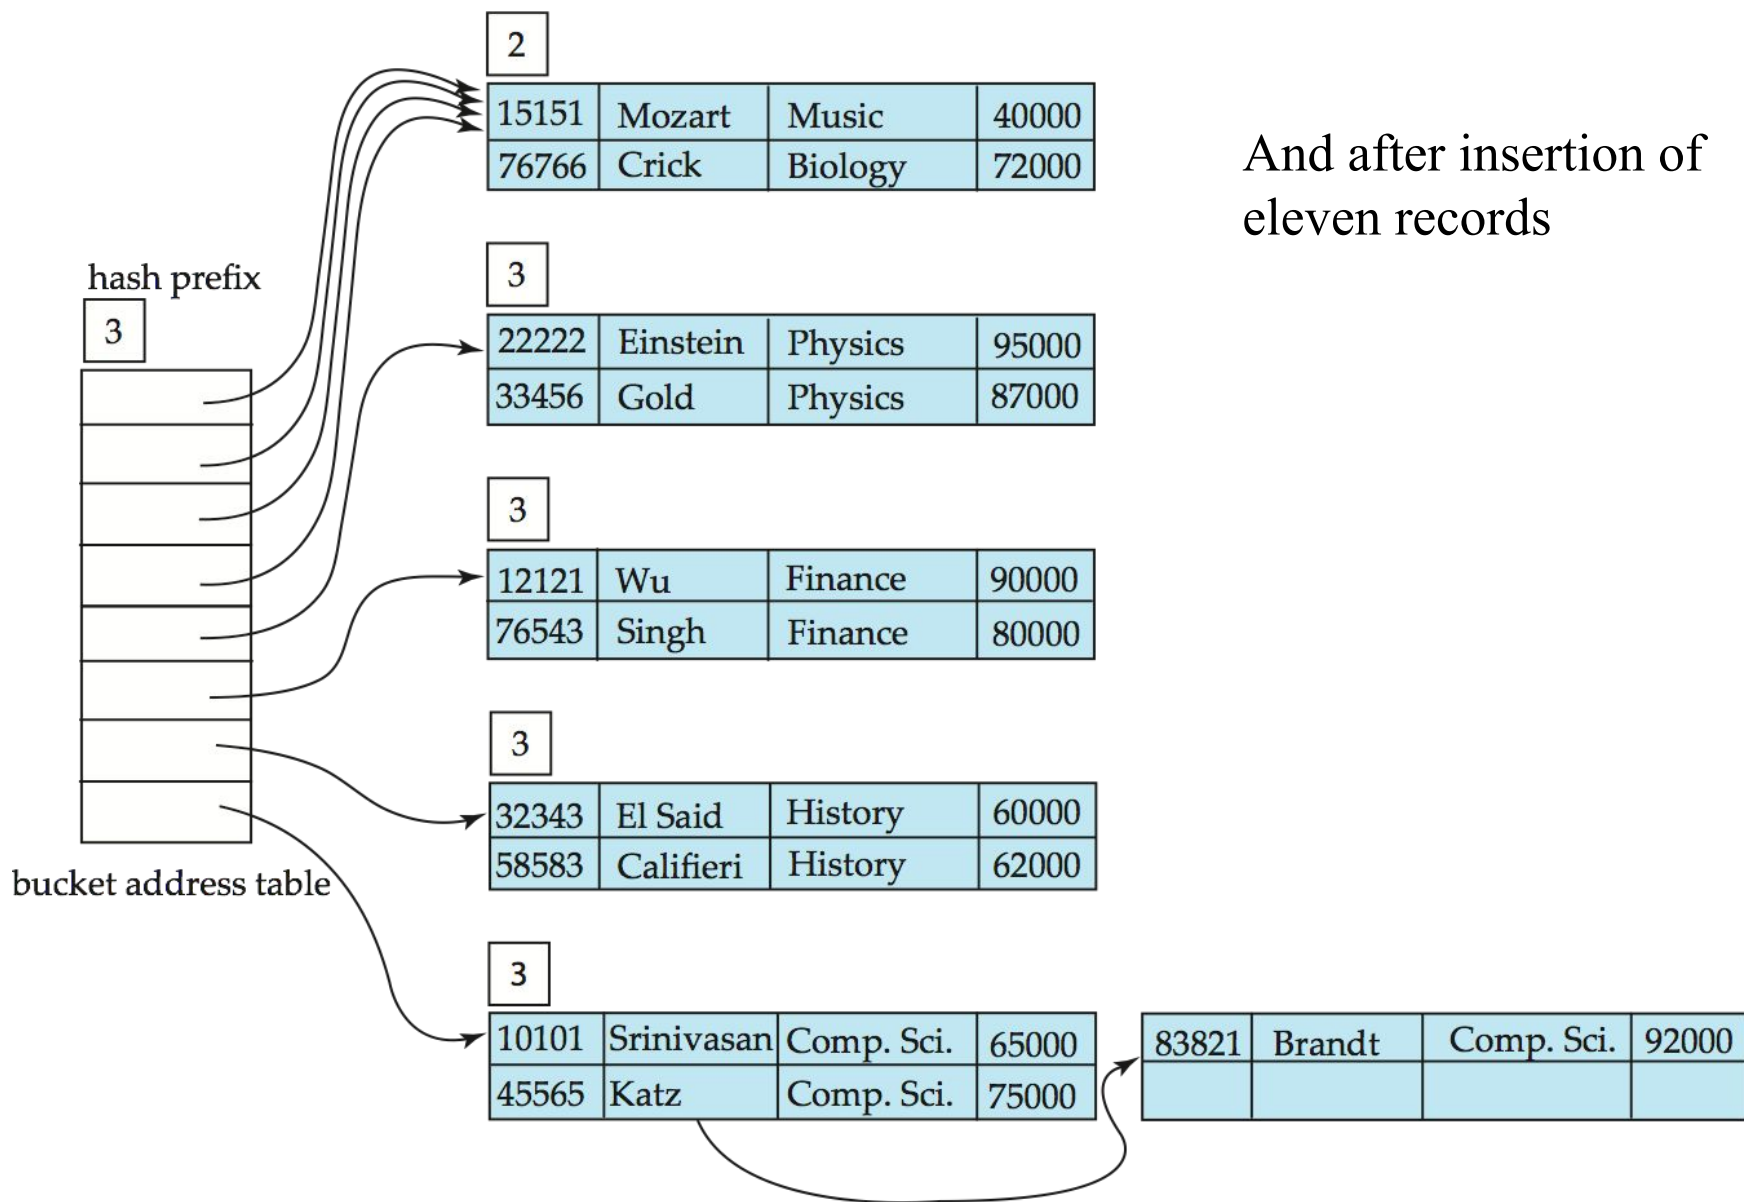 2
15151 Mozart Music 40000
76766 Crick Biology 72000
And after insertion of
eleven records
hash prefix
3
3
22222 Einstein Physics 95000
33456 Gold Physics 87000
3
12121 Wu Finance 90000
76543 Singh Finance 80000
3
32343 El Said History 60000
58583 Califieri History 62000
bucket address table
3
10101 Srinivasan Comp. Sci. 65000
45565 Katz Comp. Sci. 75000
83821 Brandt Comp. Sci. 92000